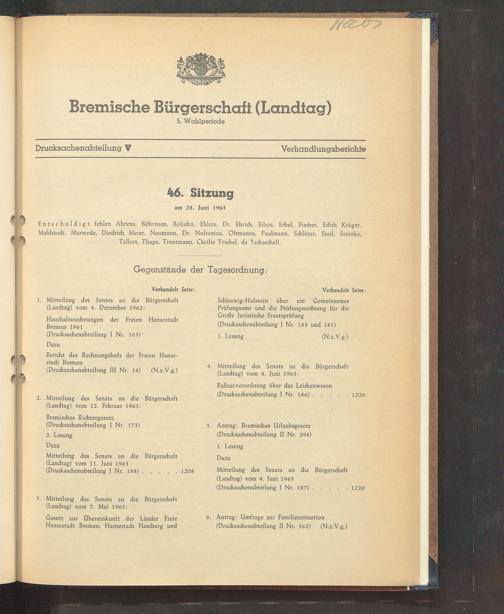 Bremische Bürgerschaft (Landtag)
5. Wahlperiode
Drucksachenabteilung V
Verhandlungsberichte
46. Sitzung
am 28. Juni 1963
Entschuldigt fehlen Ahrens, Böhrnsen, Boljahn, Ehlers, Dr. Ehrich, Eilers, Erbel, Fischer, Edith Krüger,
Mahlstedt, Marwede, Diedrich Meier, Neumann, Dr. Noltenius, Oltmanns, Paulmann, Schlüter, Steil, Steinke,
Tallert, Thape, Trentmann, Cäcilie Triebel, de Tschaschell.
Gegenstände der Tagesordnung:
Verhandelt Seite:
1. Mitteilung des Senats an die Bürgerschaft
(Landtag) vom 4. Dezember 1962:
Haushaltsrechnungen der Freien Hansestadt
Bremen 1961
(Drucksachenabteilung I Nr. 165)
Dazu
Bericht des Rechnungshofs der Freien Hanse-
stadt Bremen
(Drucksachenabteilung III Nr. 14) (N.z.V.g.)
2. Mitteilung des Senats an die Bürgerschaft
(Landtag) vom 12. Februar 1963:
Bremisches Richtergesetz
(Drucksachenabteilung I Nr. 173)
2. Lesung
Dazu
Mitteilung des Senats an die Bürgerschaft
(Landtag) vom 11. Juni 1963
(Drucksachenabteilung I Nr. 188) . . . . . 1208
3. Mitteilung des Senats an die Bürgerschaft
(Landtag) vom 7. Mai 1963:
Gesetz zur Übereinkunft der Länder Freie
Hansestadt Bremen, Hansestadt Hamburg und
Verhandelt Seite:
Schleswig-Holstein über ein Gemeinsames
Prüfungsamt und die Prüfungsordnung für die
Große Juristische Staatsprüfung
(Drucksachenabteilung I Nr. 183 und 185)
1. Lesung (N.z.V.g.)
4. Mitteilung des Senats an die Bürgerschaft
(Landtag) vom 4. Juni 1963:
Polizeiverordnung über das Leichenwesen
(Drucksachenabteilung I Nr. 186) . . . . . 1220
5. Antrag: Bremisches Urlaubsgesetz
(Drucksachenabteilung II Nr. 298)
1. Lesung
Dazu
Mitteilung des Senats an die Bürgerschaft
(Landtag) vom 4. Juni 1963
(Drucksachenabteilung I Nr. 187) . . . . . 1220
6. Antrag: Umfrage zur Familiensituation
(Drucksachenabteilung II Nr. 362) (N.z.V.g.)